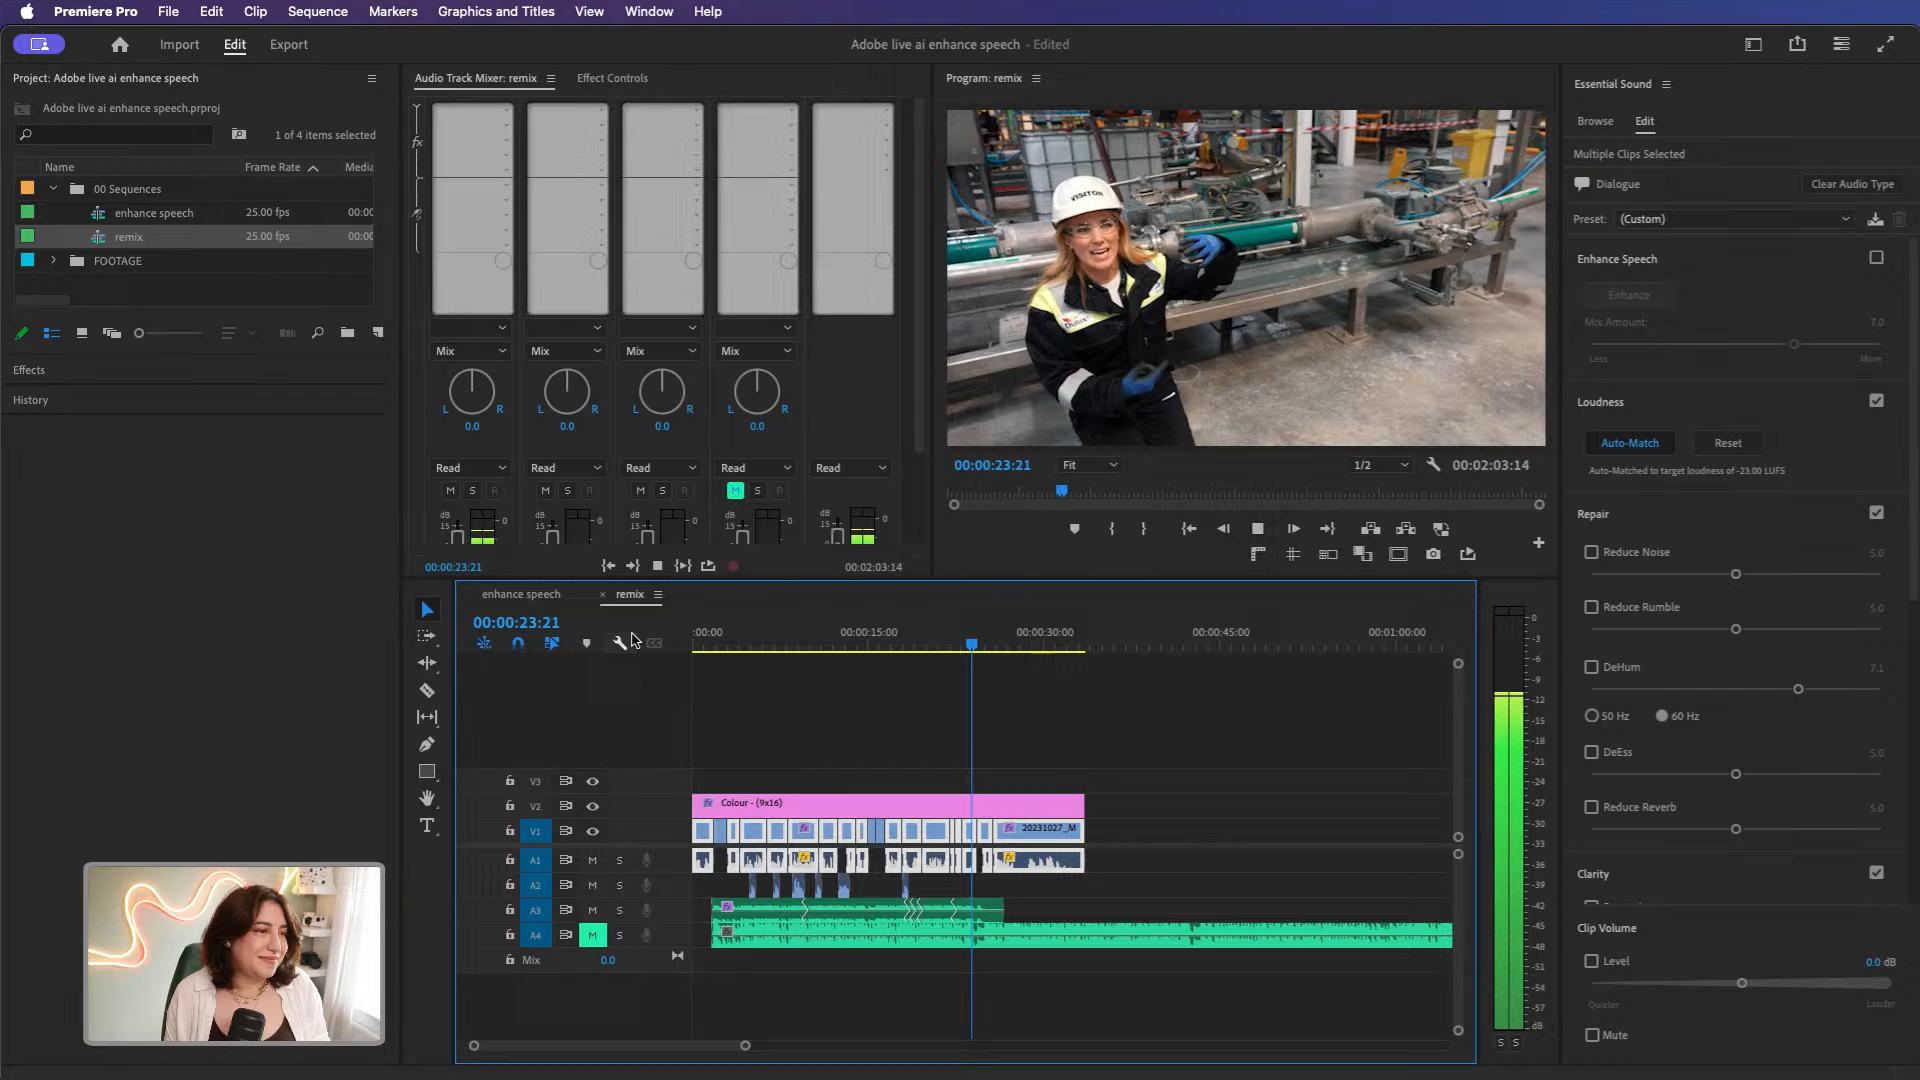 Premiere Pro File Edit Clip Sequence Markers Graphics and Titles View Window Help
Import Edit Export
Adobe live ai enhance speech - Edited
Project: Adobe live ai enhance speech
Adobe live ai enhance speech.prproj
1 of 4 items selected
Name Frame Rate Media
00 Sequences
enhance speech 25.00 fps 00:00
remix 25.00 fps 00:00
FOOTAGE
Effects
History
Audio Track Mixer: remix Effect Controls
fx
Mix Mix Mix Mix
L R L R L R L R
0.0 0.0 0.0 0.0
Read Read Read Read Read
M S R M S R M S R M S R
dB 0 dB 0 dB 0 dB 0 dB 0
15 15 15 15 15
00:00:23:21 00:02:03:14
Program: remix
VISITOR
Dulux
00:00:23:21 Fit 1/2 00:02:03:14
enhance speech × remix
00:00:23:21
:00:00 00:00:15:00 00:00:30:00 00:00:45:00 00:01:00:00
V3
V2 fx Colour - (9x16)
V1 fx fx 20231027_M
A1 M S fx fx
A2 M S
A3 M S fx
A4 M S fx
Mix 0.0
0
-3
-6
-9
-12
-15
-18
-21
-24
-27
-30
-33
-36
-39
-42
-45
-48
-51
-54
-57
dB
S S
Essential Sound
Browse Edit
Multiple Clips Selected
Dialogue Clear Audio Type
Preset: (Custom)
Enhance Speech
Enhance
Mix Amount: 7.0
Less More
Loudness
Auto-Match Reset
Auto-Matched to target loudness of -23.00 LUFS
Repair
Reduce Noise 5.0
Reduce Rumble 5.0
DeHum 7.1
50 Hz 60 Hz
DeEss 5.0
Reduce Reverb 5.0
Clarity
Clip Volume
Level 0.0 dB
Quieter Louder
Mute